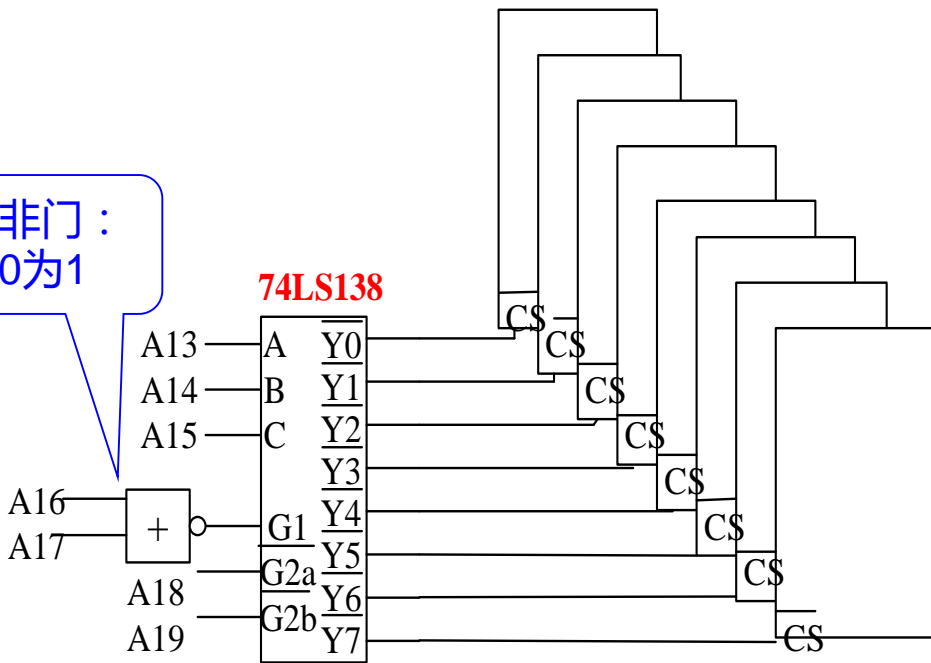 非门：
0为1
74LS138
A13
A14
A15
A16
A17
A18
A19
+
A
B
C
G1
G2a
G2b
Y0
Y1
Y2
Y3
Y4
Y5
Y6
Y7
CS
CS
CS
CS
CS
CS
CS
CS